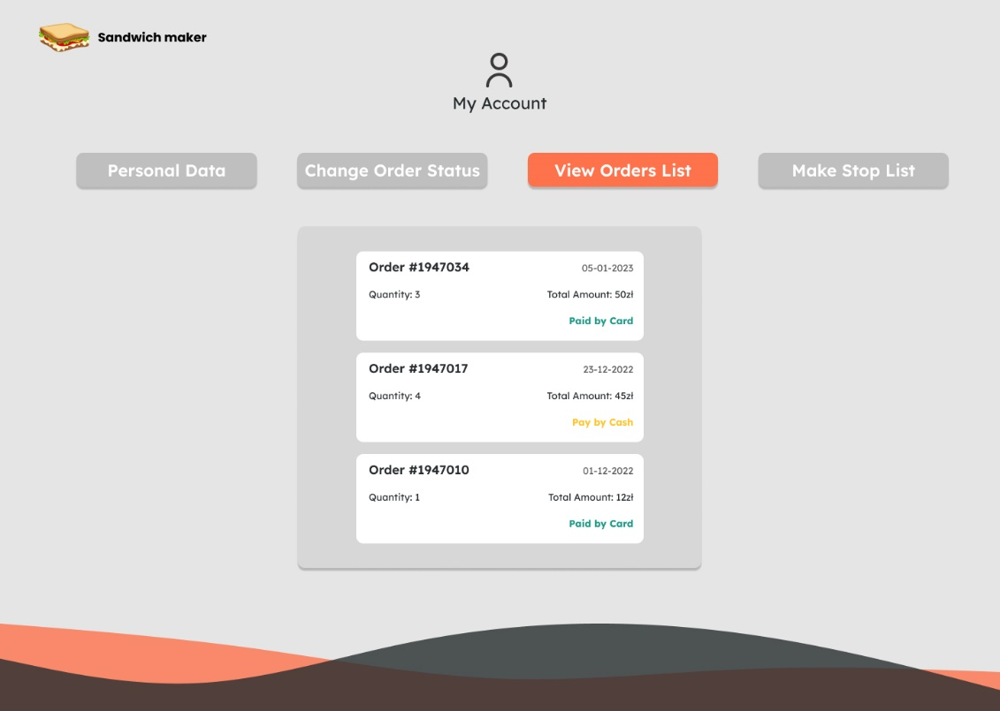 Sandwich maker
My Account
Personal Data
Change Order Status
View Orders List
Make Stop List
Order #1947034
05-01-2023
Quantity: 3
Total Amount: 50zł
Paid by Card
Order #1947017
23-12-2022
Quantity: 4
Total Amount: 45zł
Pay by Cash
Order #1947010
01-12-2022
Quantity: 1
Total Amount: 12zł
Paid by Card